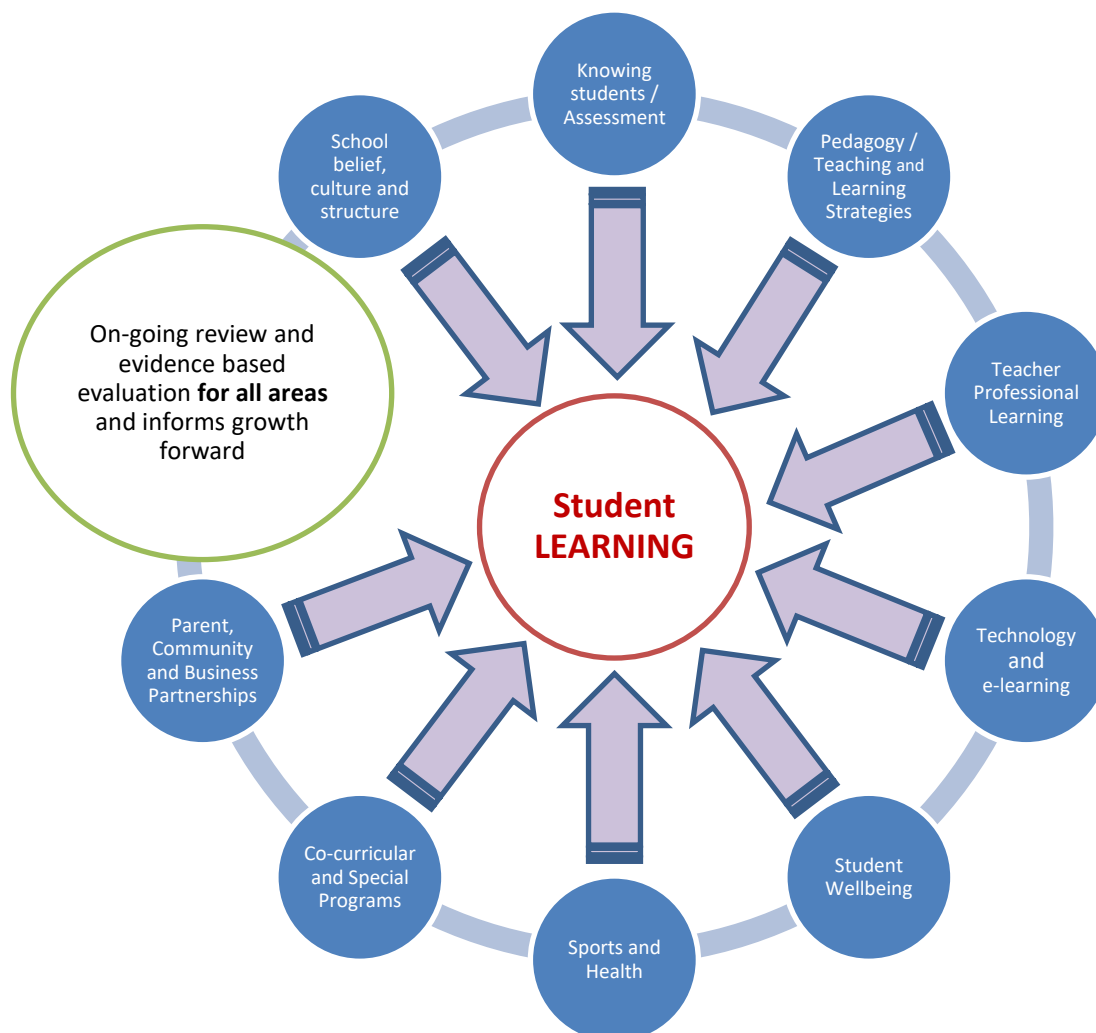 Knowing
students /
Assessment
Pedagogy /
Teaching and
Learning
Strategies
Teacher
Professional
Learning
Technology
and
e-learning
Student
Wellbeing
Sports and
Health
Co-curricular
and Special
Programs
Parent,
Community
and Business
Partnerships
On-going review and
evidence based
evaluation for all areas
and informs growth
forward
School
belief,
culture and
structure
Student
LEARNING